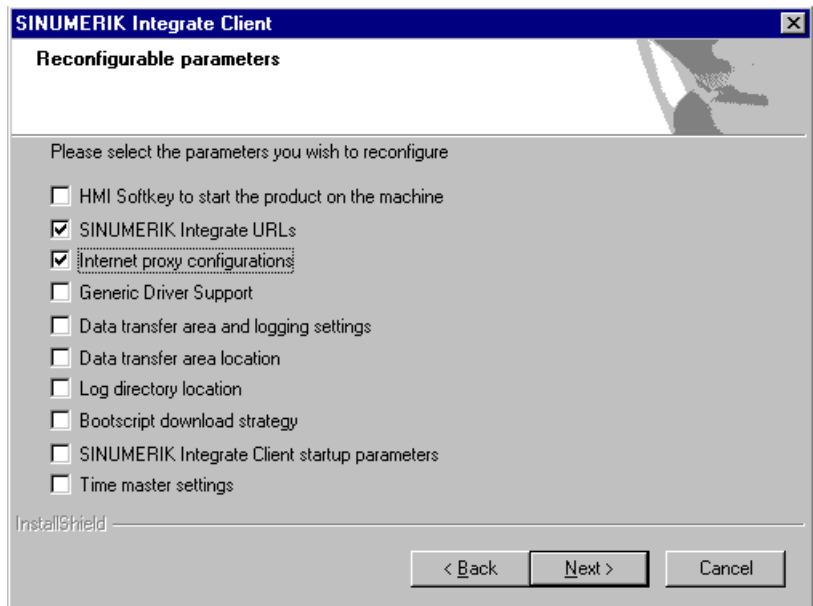 SINUMERIK Integrate Client
Reconfigurable parameters
Please select the parameters you wish to reconfigure
HMI Softkey to start the product on the machine
SINUMERIK Integrate URLs
Internet proxy configurations
Generic Driver Support
Data transfer area and logging settings
Data transfer area location
Log directory location
Bootscript download strategy
SINUMERIK Integrate Client startup parameters
Time master settings
InstallShield
< Back Next > Cancel